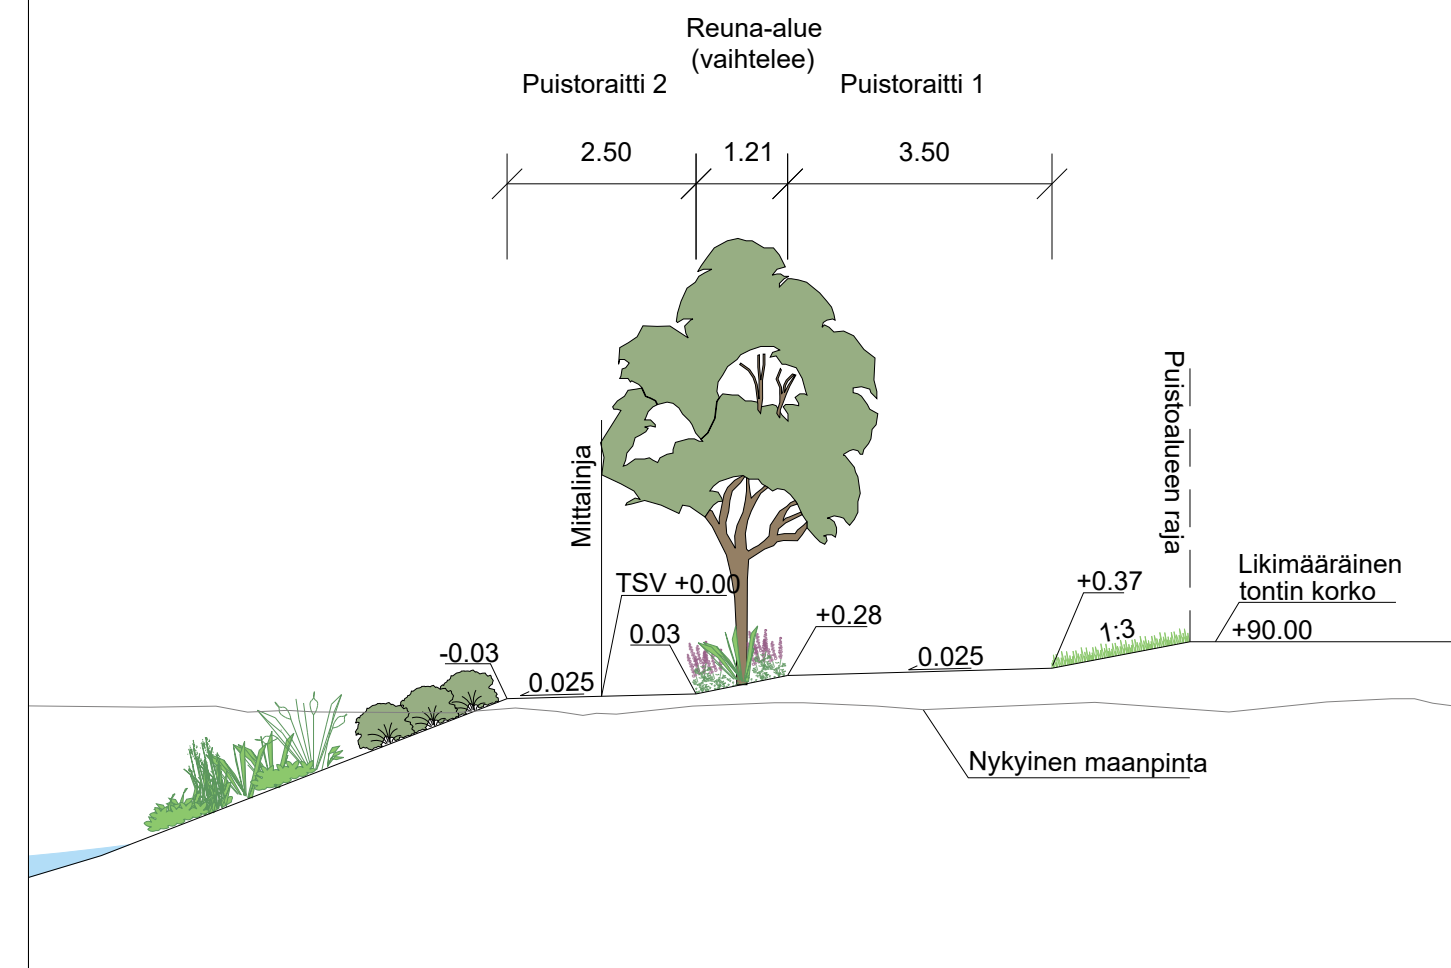 Reuna-alue
(vaihtelee)
Puistoraitti 2
Puistoraitti 1
2.50
1.21
3.50
Mittalinja
Puistoalueen raja
TSV +0.00
0.03
-0.03
0.025
+0.28
0.025
+0.37
1:3
Likimääräinen
tontin korko
+90.00
Nykyinen maanpinta